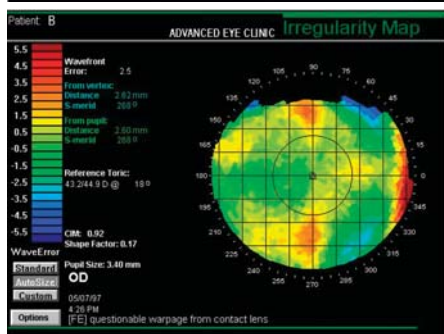 Patient: B
ADVANCED EYE CLINIC
Irregularity Map
5.5
4.5
3.5
2.5
1.5
0.5
-0.5
-1.5
-2.5
-3.5
-4.5
-5.5
WaveError
Standard
AutoSize
Custom
Options
Wavefront
Error: 2.5
From vertex:
Distance 2.62 mm
S-merid 268°
From pupil:
Distance 2.60 mm
S-merid 268°
Reference Toric:
43.2/44.9 D @ 18°
CIM: 0.92
Shape Factor: 0.17
Pupil Size: 3.40 mm
OD
05/07/97
4:26 PM
[FE] questionable warpage from contact lens
120
105
90
75
60
135
45
15
195
180
0
345
210
225
240
255
270
285
300
315